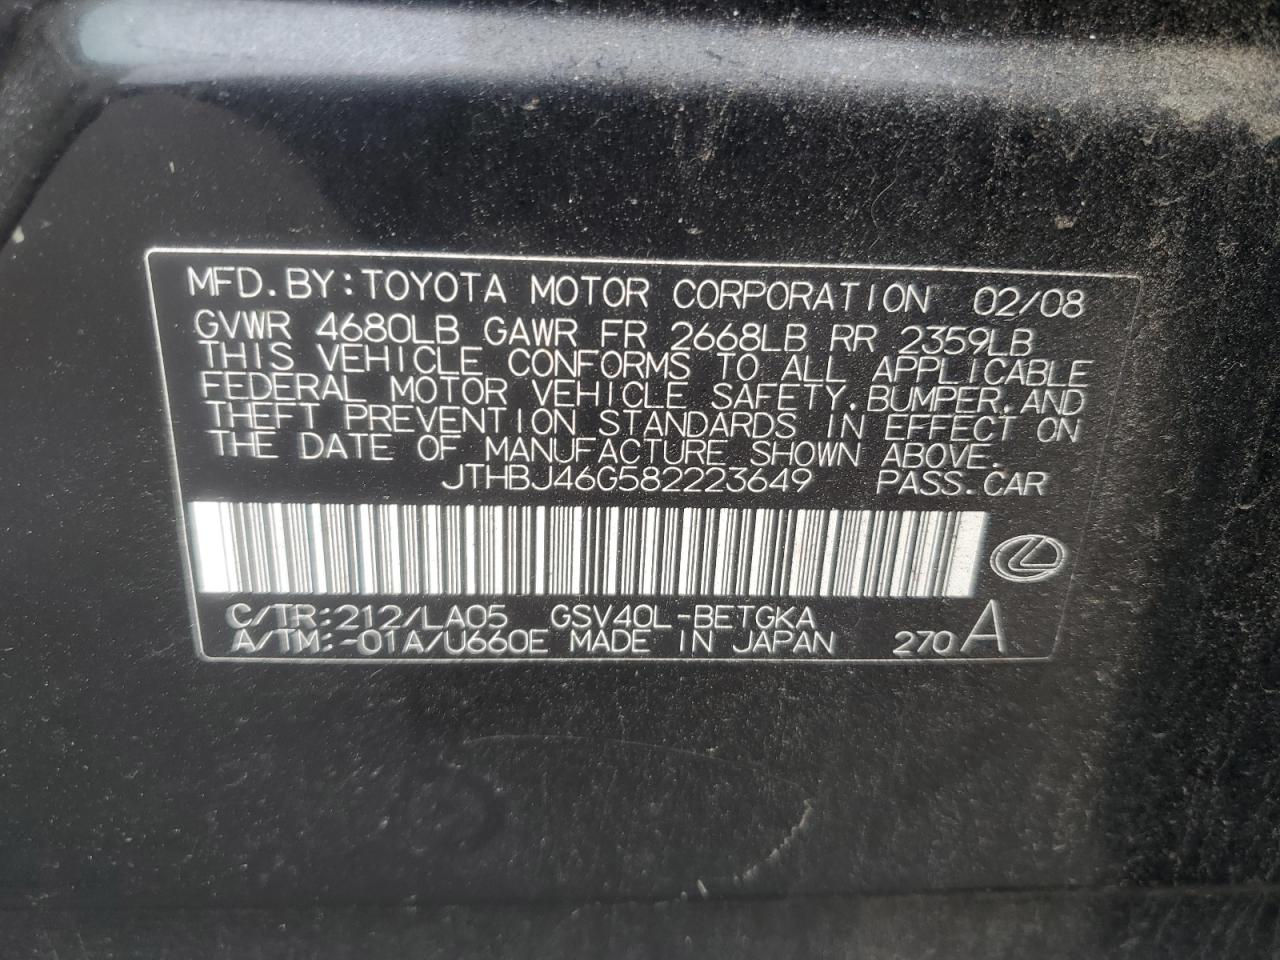 MFD.BY:TOYOTA MOTOR CORPORATION 02/08
GVWR 4680LB GAWR FR 2668LB RR 2359LB
THIS VEHICLE CONFORMS TO ALL APPLICABLE
FEDERAL MOTOR VEHICLE SAFETY,BUMPER,AND
THEFT PREVENTION STANDARDS IN EFFECT ON
THE DATE OF MANUFACTURE SHOWN ABOVE.
JTHBJ46G582223649 PASS.CAR
C/TR:212/LA05 GSV40L-BETGKA
A/TM:-01A/U660E MADE IN JAPAN 270 A